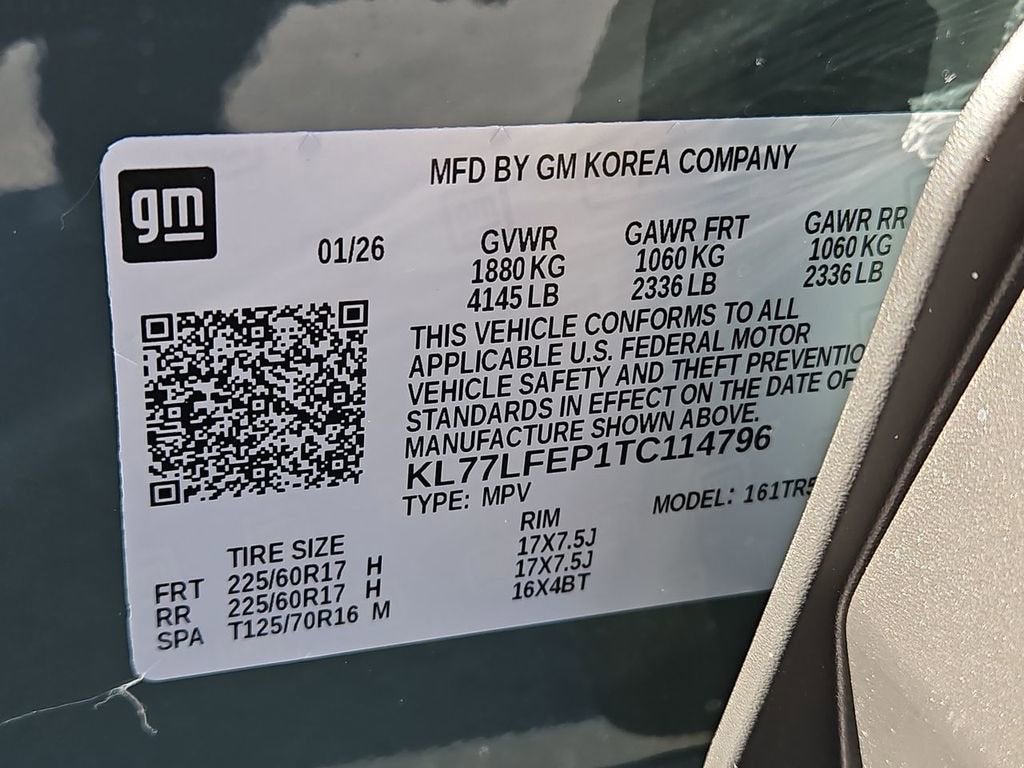 gm
MFD BY GM KOREA COMPANY
01/26 GVWR GAWR FRT GAWR RR
1880 KG 1060 KG 1060 KG
4145 LB 2336 LB 2336 LB
THIS VEHICLE CONFORMS TO ALL
APPLICABLE U.S. FEDERAL MOTOR
VEHICLE SAFETY AND THEFT PREVENTIO
STANDARDS IN EFFECT ON THE DATE OF
MANUFACTURE SHOWN ABOVE.
KL77LFEP1TC114796
TYPE: MPV MODEL: 161TR5
TIRE SIZE RIM
FRT 225/60R17 H 17X7.5J
RR 225/60R17 H 17X7.5J
SPA T125/70R16 M 16X4BT